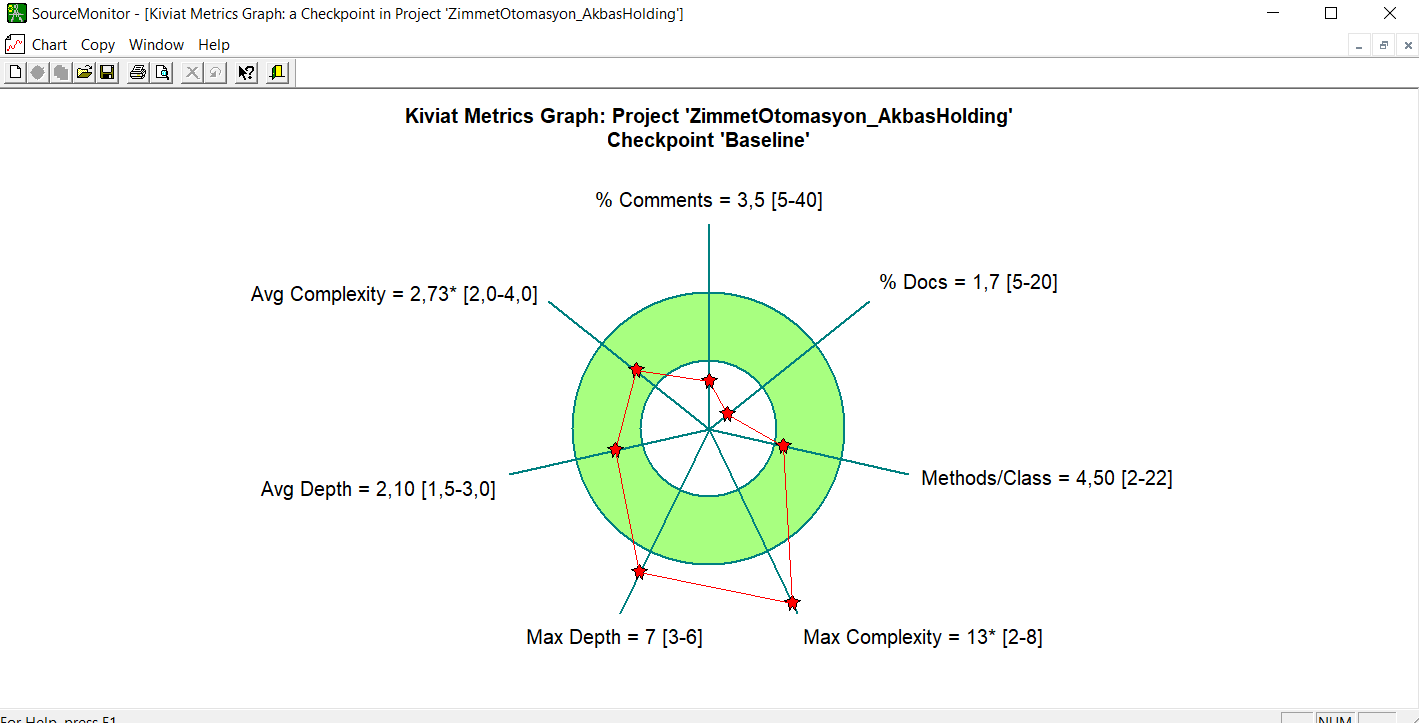 SourceMonitor - [Kiviat Metrics Graph: a Checkpoint in Project 'ZimmetOtomasyon_AkbasHolding']
Chart Copy Window Help
Kiviat Metrics Graph: Project 'ZimmetOtomasyon_AkbasHolding'
Checkpoint 'Baseline'
% Comments = 3,5 [5-40]
% Docs = 1,7 [5-20]
Avg Complexity = 2,73* [2,0-4,0]
Methods/Class = 4,50 [2-22]
Avg Depth = 2,10 [1,5-3,0]
Max Depth = 7 [3-6]
Max Complexity = 13* [2-8]
For Help, press F1
NUM